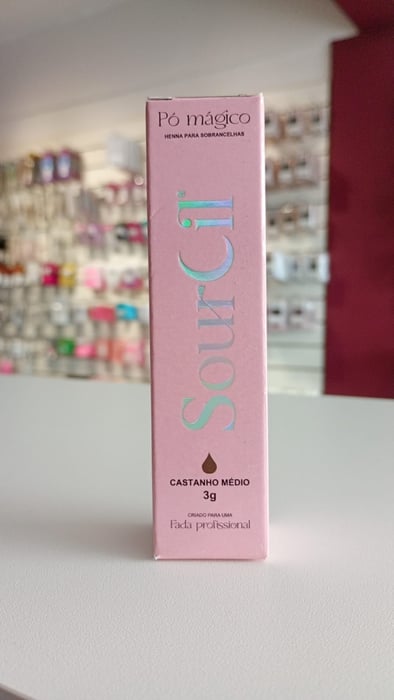 Pó mágico
HENNA PARA SOBRANCELHAS
SourCil
CASTANHO MÉDIO
3g
CRIADO PARA UMA
Fada profissional